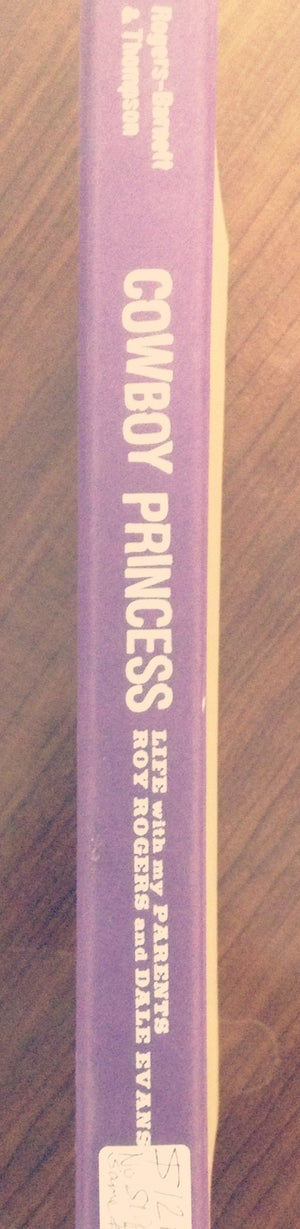 Rogers-Barnett
& Thompson
COWBOY PRINCESS
LIFE with my PARENTS
ROY ROGERS and DALE EVANS